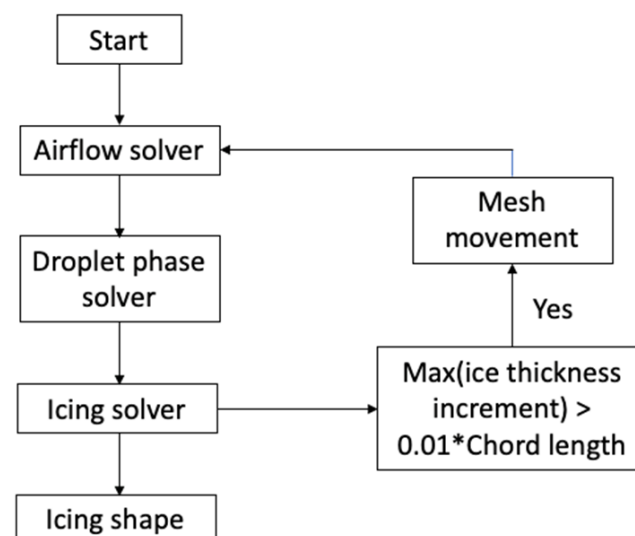 Start
Airflow solver
Mesh
movement
Droplet phase
solver
Yes
Max(ice thickness
increment) >
0.01*Chord length
Icing solver
Icing shape